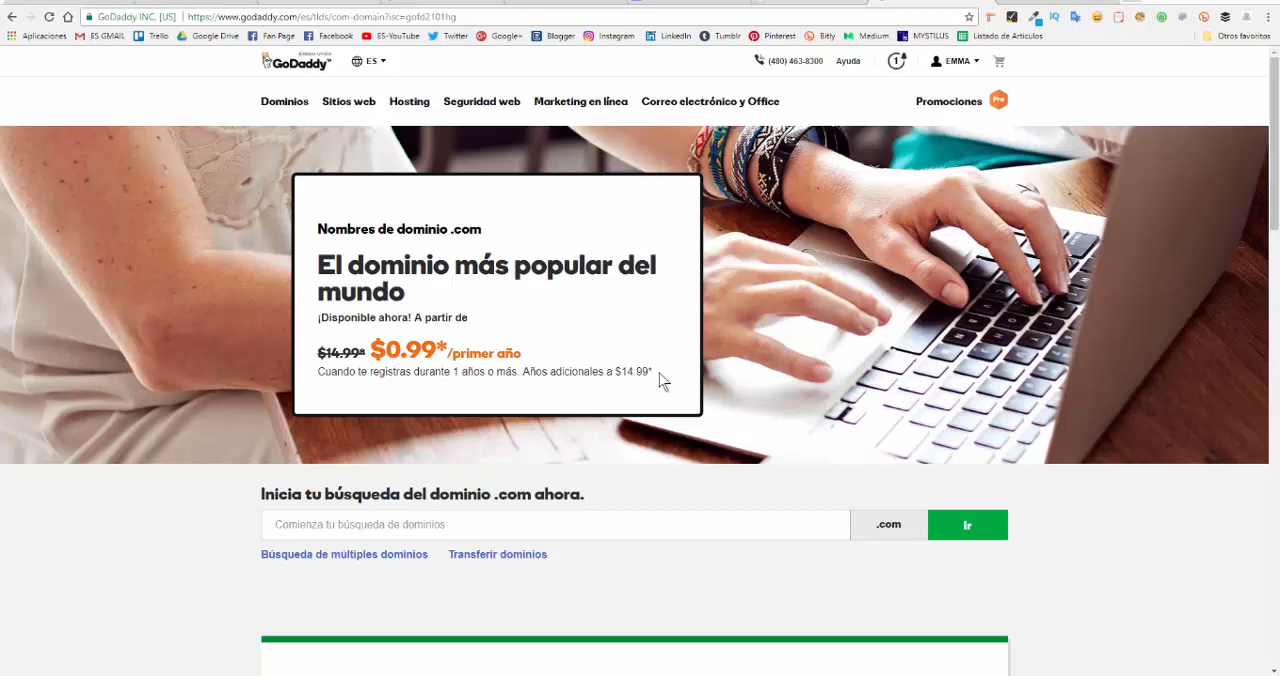 GoDaddy INC. [US] https://www.godaddy.com/es/tlds/com-domain?isc=gofd2101hg
Aplicaciones ES GMAIL Trello Google Drive Fan Page Facebook ES-YouTube Twitter Google+ Blogger Instagram LinkedIn Tumblr Pinterest Bitly Medium MYSTILUS Listado de Articulos Otros favoritos
GoDaddy™ ES (480) 463-8300 Ayuda 1 EMMA
Dominios Sitios web Hosting Seguridad web Marketing en línea Correo electrónico y Office Promociones Pro
Nombres de dominio .com
El dominio más popular del
mundo
¡Disponible ahora! A partir de
$14.99* $0.99*/primer año
Cuando te registras durante 1 años o más. Años adicionales a $14.99*
Inicia tu búsqueda del dominio .com ahora.
Comienza tu búsqueda de dominios .com Ir
Búsqueda de múltiples dominios Transferir dominios